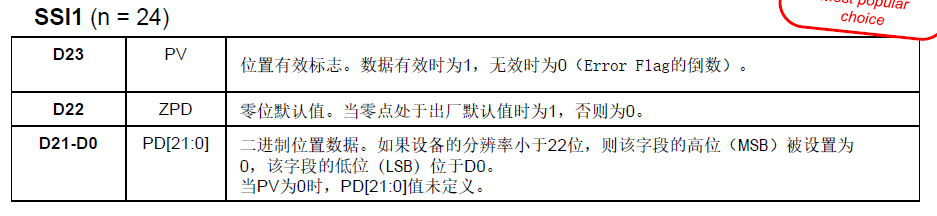 SSI1 (n = 24)
most popular
choice
D23 PV 位置有效标志。数据有效时为1，无效时为0（Error Flag的倒数）。
D22 ZPD 零位默认值。当零点处于出厂默认值时为1，否则为0。
D21-D0 PD[21:0] 二进制位置数据。如果设备的分辨率小于22位，则该字段的高位（MSB）被设置为
0，该字段的低位（LSB）位于D0。
当PV为0时，PD[21:0]值未定义。